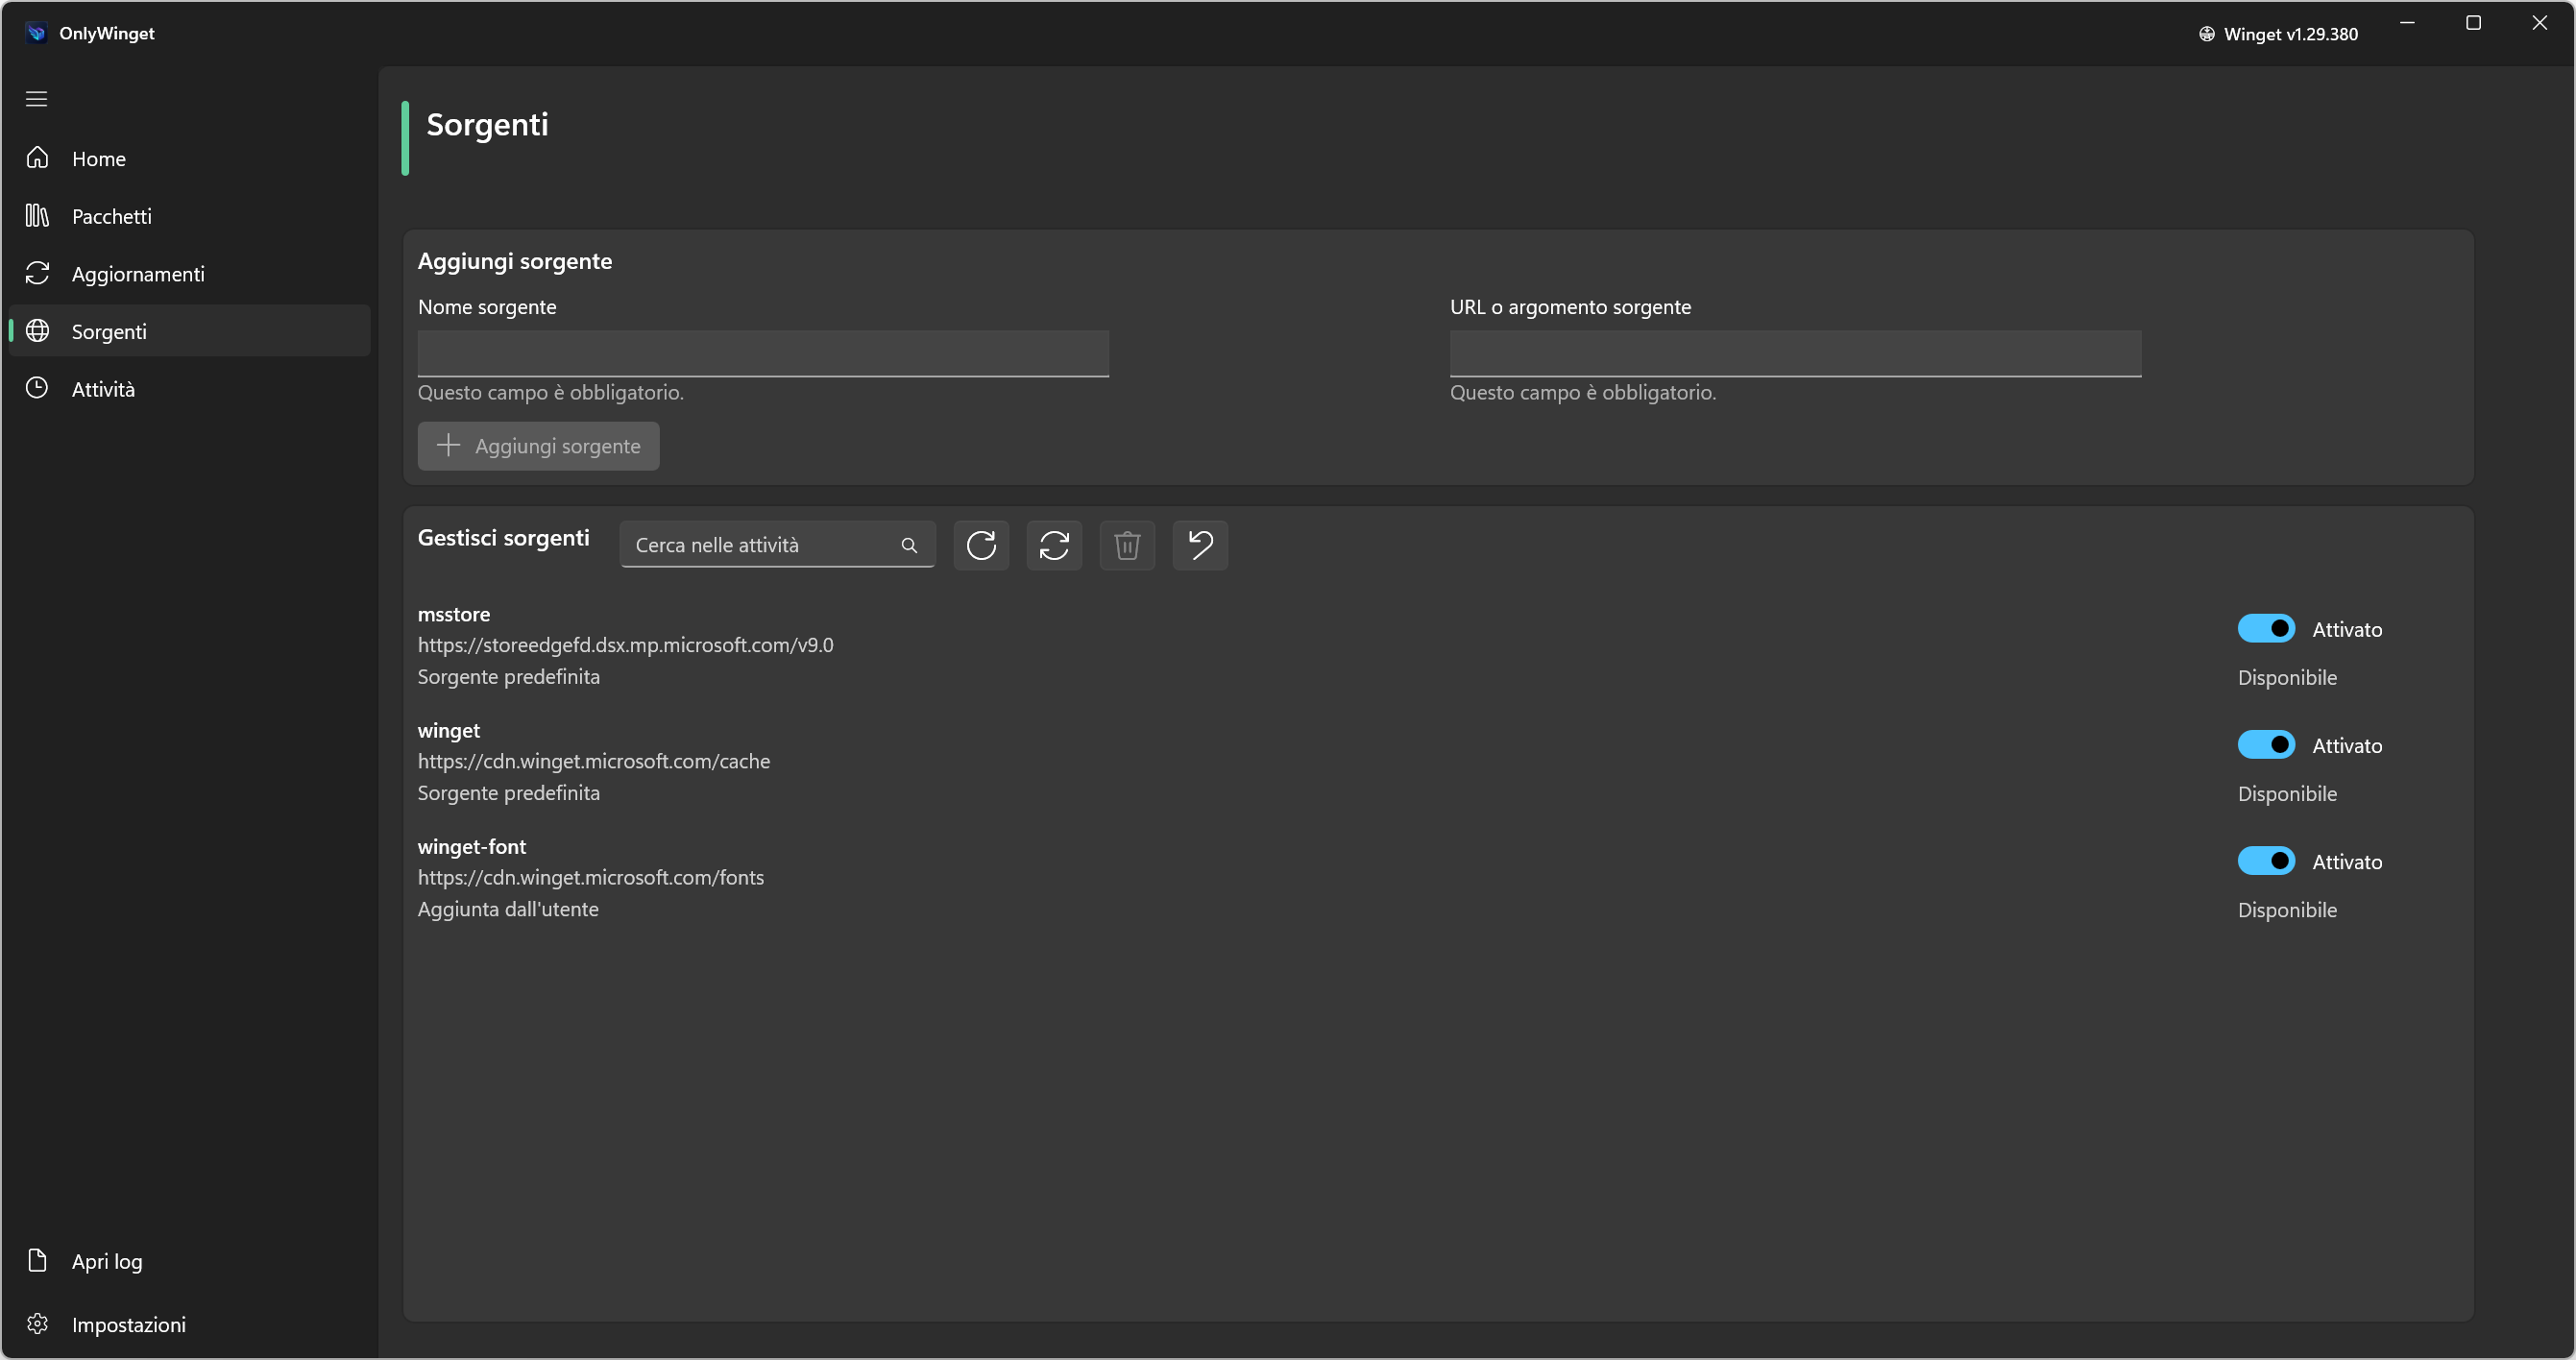 OnlyWinget
Winget v1.29.380
Home
Pacchetti
Aggiornamenti
Sorgenti
Attività
Apri log
Impostazioni
Sorgenti
Aggiungi sorgente
Nome sorgente
URL o argomento sorgente
Questo campo è obbligatorio.
Questo campo è obbligatorio.
Aggiungi sorgente
Gestisci sorgenti
Cerca nelle attività
msstore
https://storeedgefd.dsx.mp.microsoft.com/v9.0
Sorgente predefinita
Attivato
Disponibile
winget
https://cdn.winget.microsoft.com/cache
Sorgente predefinita
Attivato
Disponibile
winget-font
https://cdn.winget.microsoft.com/fonts
Aggiunta dall'utente
Attivato
Disponibile